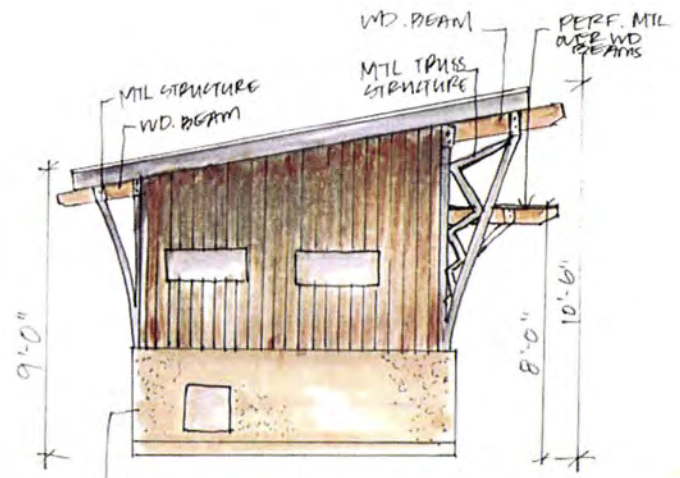 WD. BEAM
PERF. MTL
OVER WD
BEAMS
MTL TRUSS
STRUCTURE
MTL STRUCTURE
WD. BEAM
9'-0"
8'-0"
10'-6"